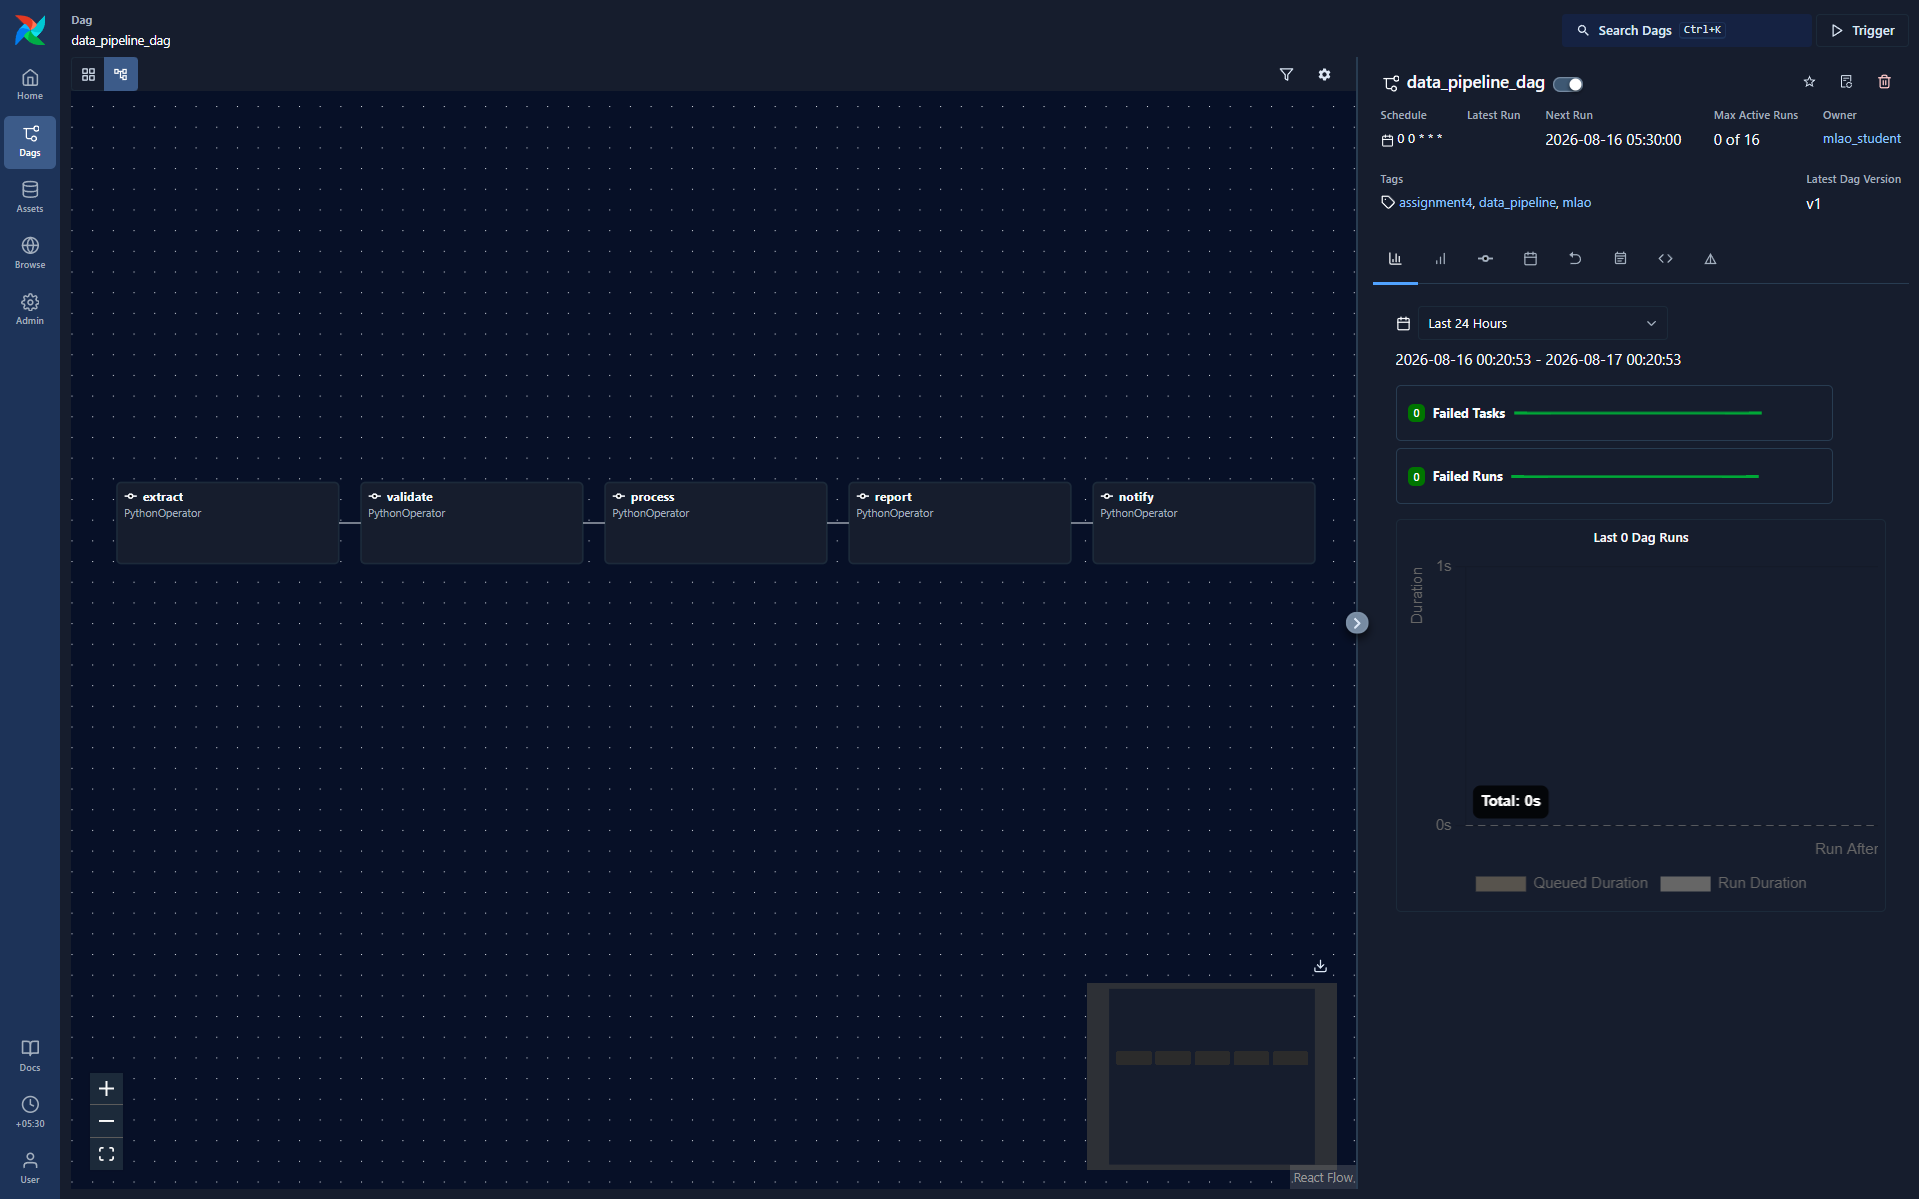 Dag
data_pipeline_dag
Search Dags Ctrl+K
Trigger
Home
Dags
Assets
Browse
Admin
Docs
+05:30
User
extract
PythonOperator
validate
PythonOperator
process
PythonOperator
report
PythonOperator
notify
PythonOperator
React Flow
data_pipeline_dag
Schedule
0 0 * * *
Latest Run
Next Run
2026-08-16 05:30:00
Max Active Runs
0 of 16
Owner
mlao_student
Tags
assignment4, data_pipeline, mlao
Latest Dag Version
v1
Last 24 Hours
2026-08-16 00:20:53 - 2026-08-17 00:20:53
0 Failed Tasks
0 Failed Runs
Last 0 Dag Runs
Duration
1s
Total: 0s
0s
Run After
Queued Duration
Run Duration